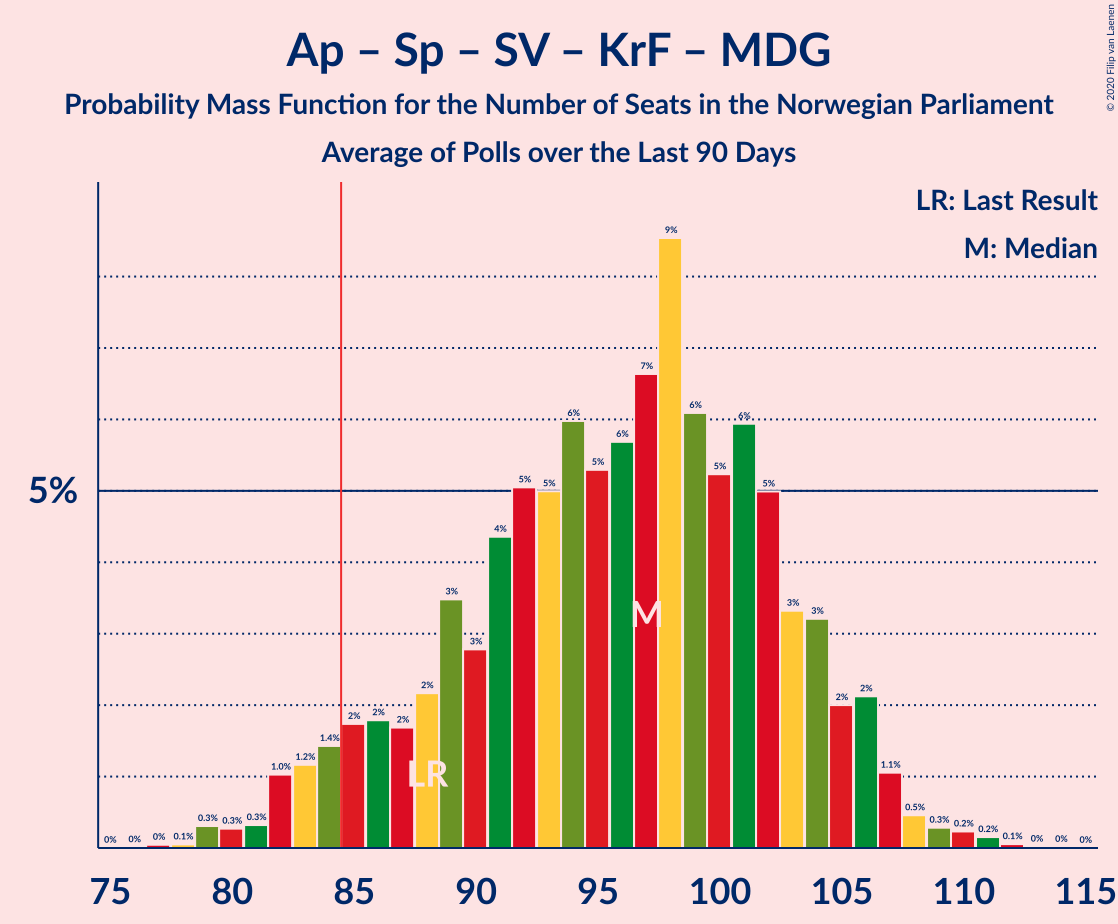 Ap – Sp – SV – KrF – MDG
Probability Mass Function for the Number of Seats in the Norwegian Parliament
Average of Polls over the Last 90 Days
© 2020 Filip van Laenen
LR: Last Result
M: Median
5%
0% 0% 0% 0.1% 0.3% 0.3% 0.3% 1.0% 1.2% 1.4% 2% 2% 2% 2% 3% 3% 4% 5% 5% 6% 5% 6% 7% 9% 6% 5% 6% 5% 3% 3% 2% 2% 1.1% 0.5% 0.3% 0.2% 0.2% 0.1% 0% 0% 0%
M
LR
75 80 85 90 95 100 105 110 115